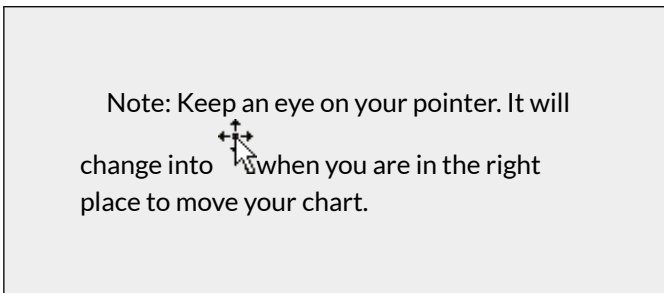 Note: Keep an eye on your pointer. It will
change into when you are in the right
place to move your chart.